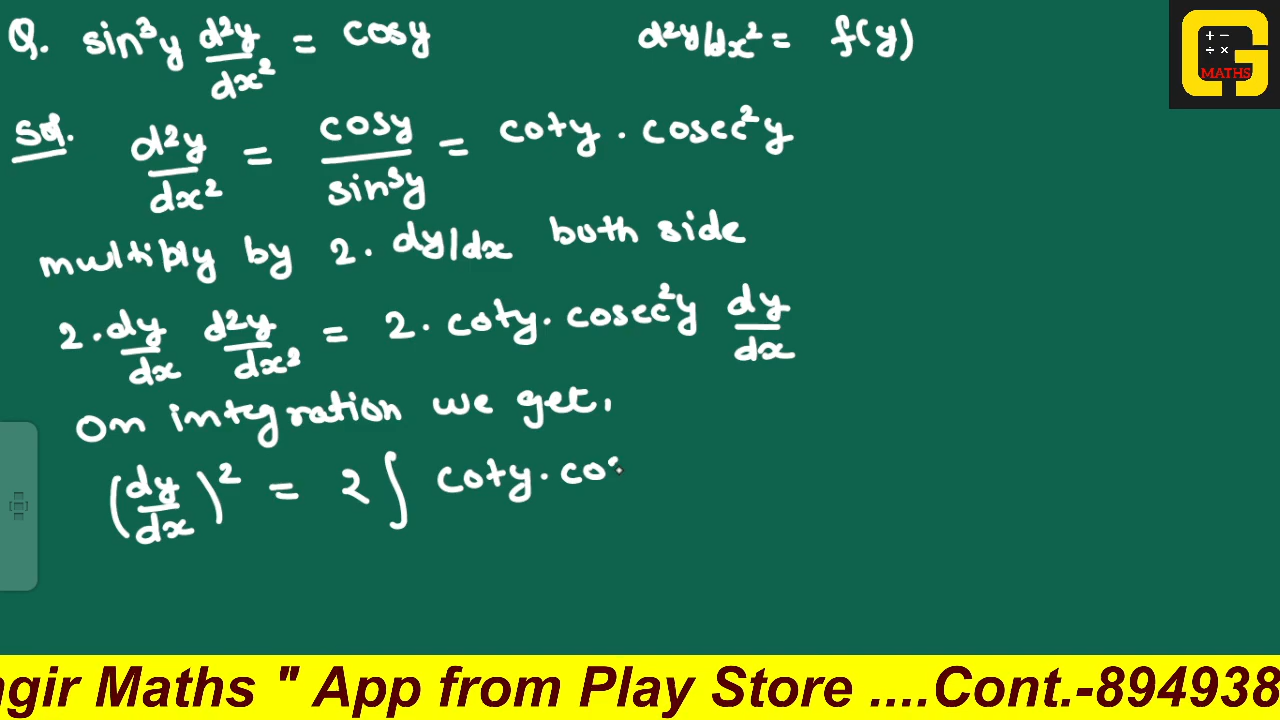 Q. sin³y d²y/dx² = cosy
d²y/dx² = f(y)
+ −
÷ ×
MATHS
Sol. d²y/dx² = cosy/sin³y = coty . cosec²y
multiply by 2. dy/dx both side
2. dy/dx d²y/dx² = 2. coty. cosec²y dy/dx
On integration we get,
(dy/dx)² = 2 ∫ coty. cos
ngir Maths " App from Play Store ....Cont.-894938